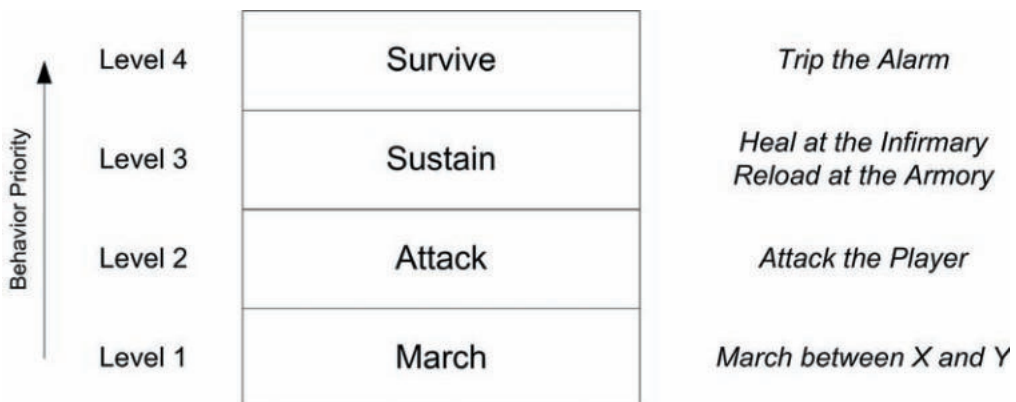 Level 4
Survive
Trip the Alarm
Behavior Priority
Level 3
Sustain
Heal at the Infirmary
Reload at the Armory
Level 2
Attack
Attack the Player
Level 1
March
March between X and Y